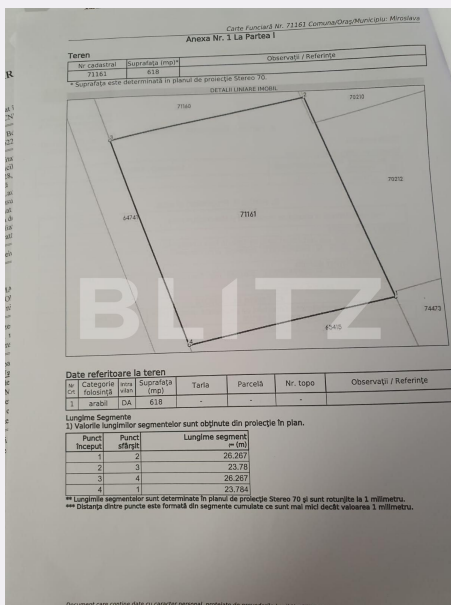 Carte Funciară Nr. 71161 Comuna/Oraş/Municipiu: Miroslava
Anexa Nr. 1 La Partea I
Teren
Nr cadastral Suprafaţa (mp)* Observaţii / Referinţe
71161 618
* Suprafaţa este determinată in planul de proiecţie Stereo 70.
DETALII LINIARE IMOBIL
71160
70213
70212
71161
74473
65415
4
BLITZ
Date referitoare la teren
Nr Crt Categorie folosinţă Intra vilan Suprafaţa (mp) Tarla Parcelă Nr. topo Observaţii / Referinţe
1 arabil DA 618 - - -
Lungime Segmente
1) Valorile lungimilor segmentelor sunt obţinute din proiecţie în plan.
Punct început Punct sfârşit Lungime segment (m)
1 2 26.267
2 3 23.78
3 4 26.267
4 1 23.784
** Lungimile segmentelor sunt determinate în planul de proiecţie Stereo 70 şi sunt rotunjite la 1 milimetru.
*** Distanţa dintre puncte este formată din segmente cumulate ce sunt mai mici decât valoarea 1 milimetru.